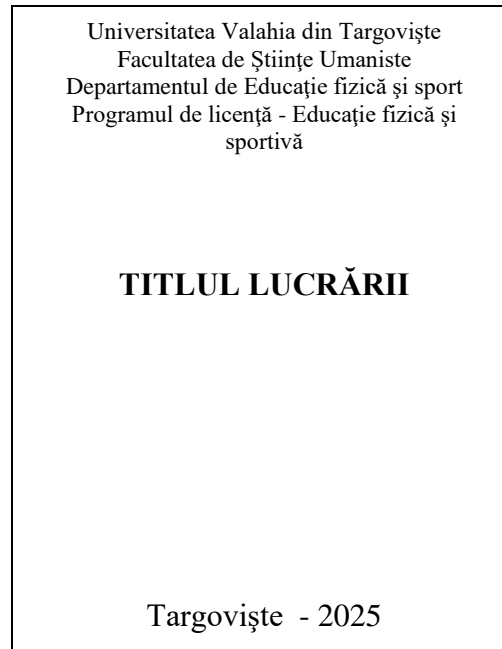 Universitatea Valahia din Targovişte
Facultatea de Ştiinţe Umaniste
Departamentul de Educaţie fizică şi sport
Programul de licenţă - Educaţie fizică şi
sportivă
TITLUL LUCRĂRII
Targovişte - 2025